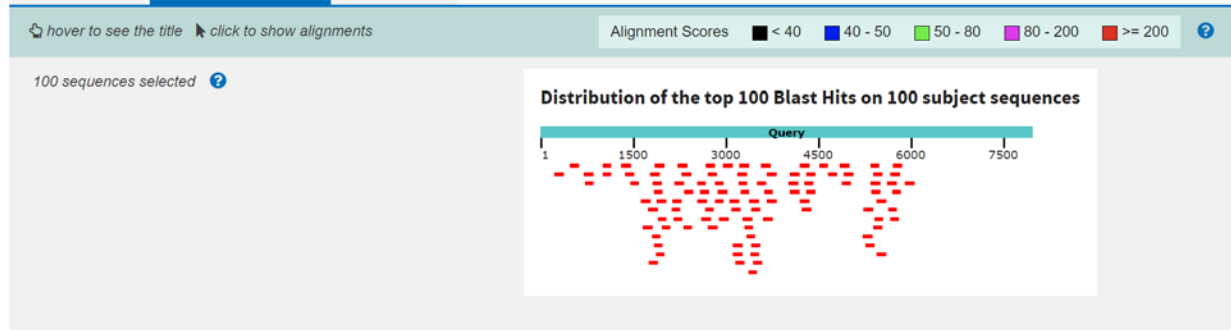 hover to see the title click to show alignments
Alignment Scores < 40 40 - 50 50 - 80 80 - 200 >= 200 ?
100 sequences selected ?
Distribution of the top 100 Blast Hits on 100 subject sequences
Query
1 1500 3000 4500 6000 7500